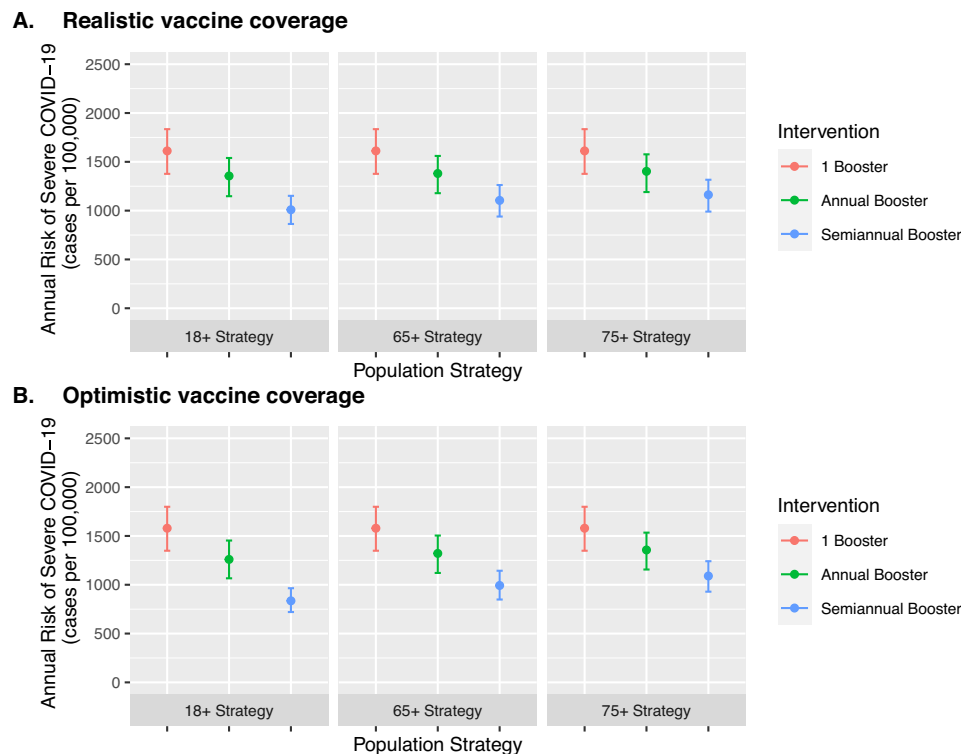 A. Realistic vaccine coverage
Annual Risk of Severe COVID−19
(cases per 100,000)
2500
2000
1500
1000
500
0
18+ Strategy
65+ Strategy
75+ Strategy
Population Strategy
Intervention
1 Booster
Annual Booster
Semiannual Booster
B. Optimistic vaccine coverage
Annual Risk of Severe COVID−19
(cases per 100,000)
2500
2000
1500
1000
500
0
18+ Strategy
65+ Strategy
75+ Strategy
Population Strategy
Intervention
1 Booster
Annual Booster
Semiannual Booster